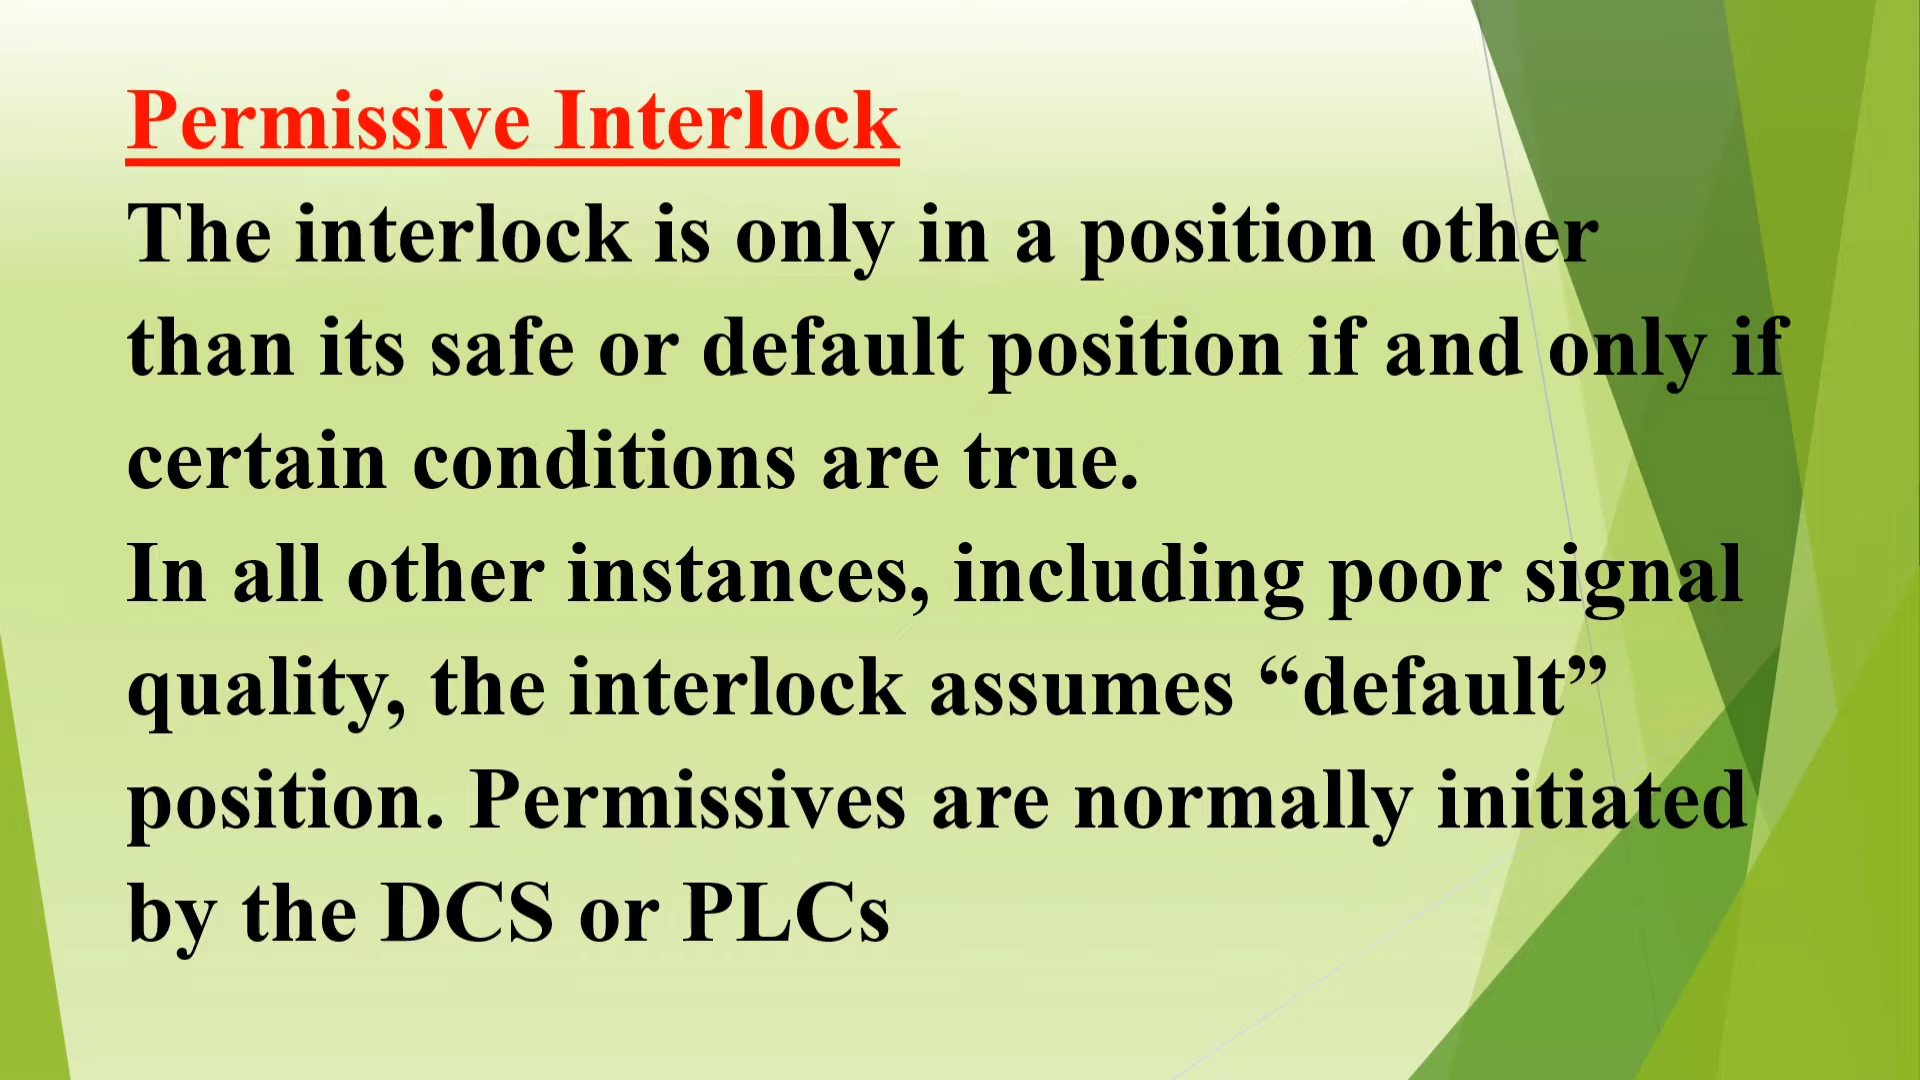 Permissive Interlock
The interlock is only in a position other
than its safe or default position if and only if
certain conditions are true.
In all other instances, including poor signal
quality, the interlock assumes “default”
position. Permissives are normally initiated
by the DCS or PLCs